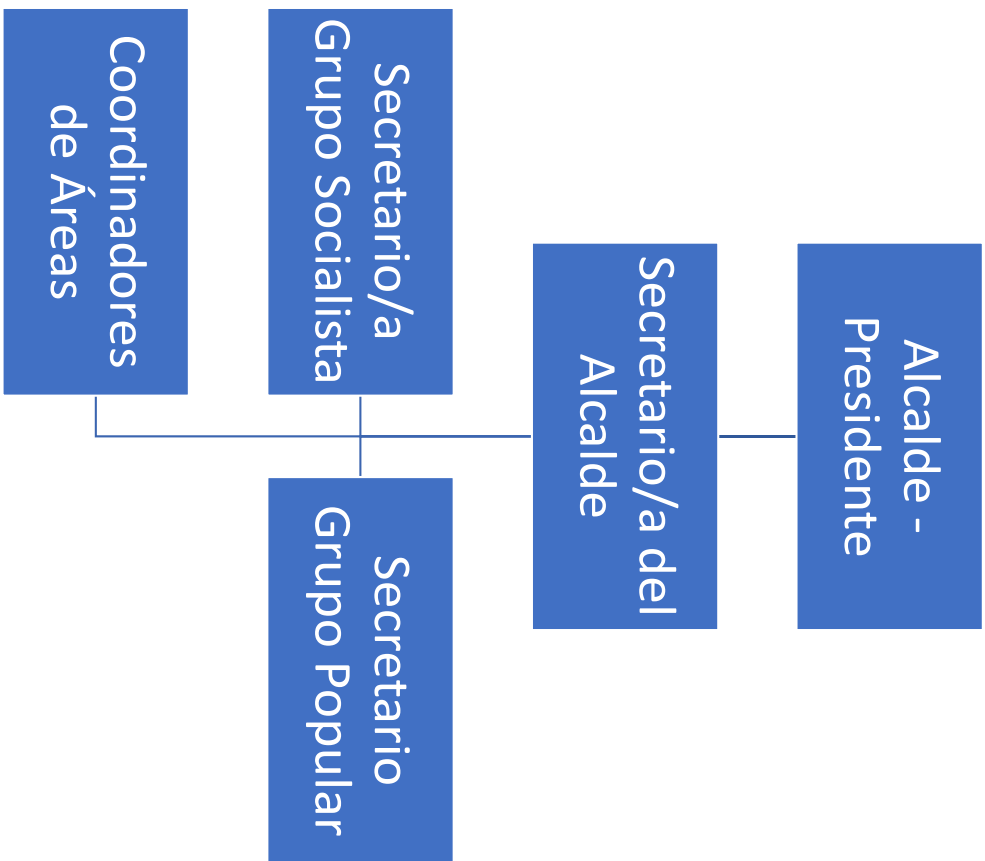 Alcalde -
Presidente
Secretario/a del
Alcalde
Secretario/a
Grupo Socialista
Secretario
Grupo Popular
Coordinadores
de Áreas